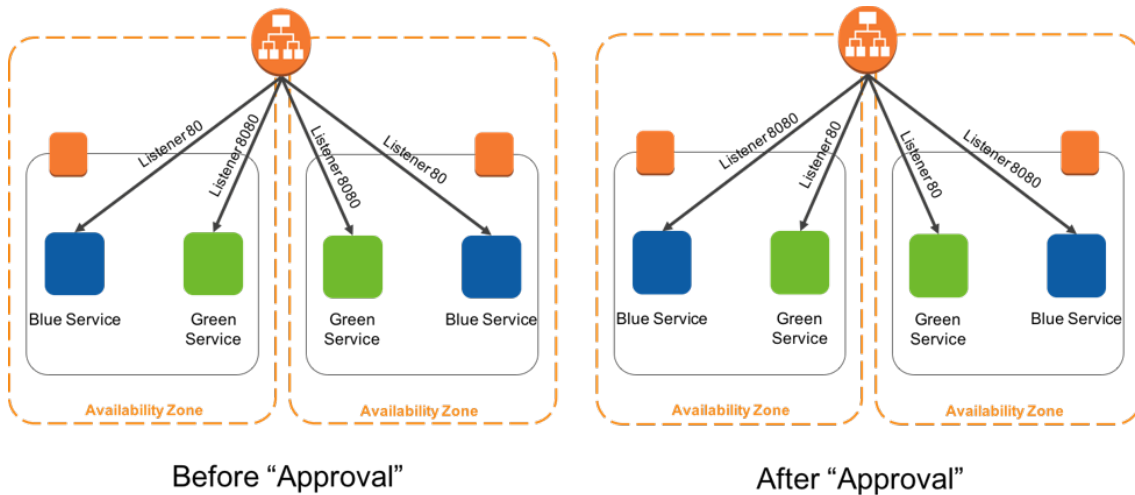 Listener 80
Listener 8080
Listener 8080
Listener 80
Blue Service
Green
Service
Green
Service
Blue Service
Availability Zone
Availability Zone
Before “Approval”
Listener 8080
Listener 80
Listener 80
Listener 8080
Blue Service
Green
Service
Green
Service
Blue Service
Availability Zone
Availability Zone
After “Approval”